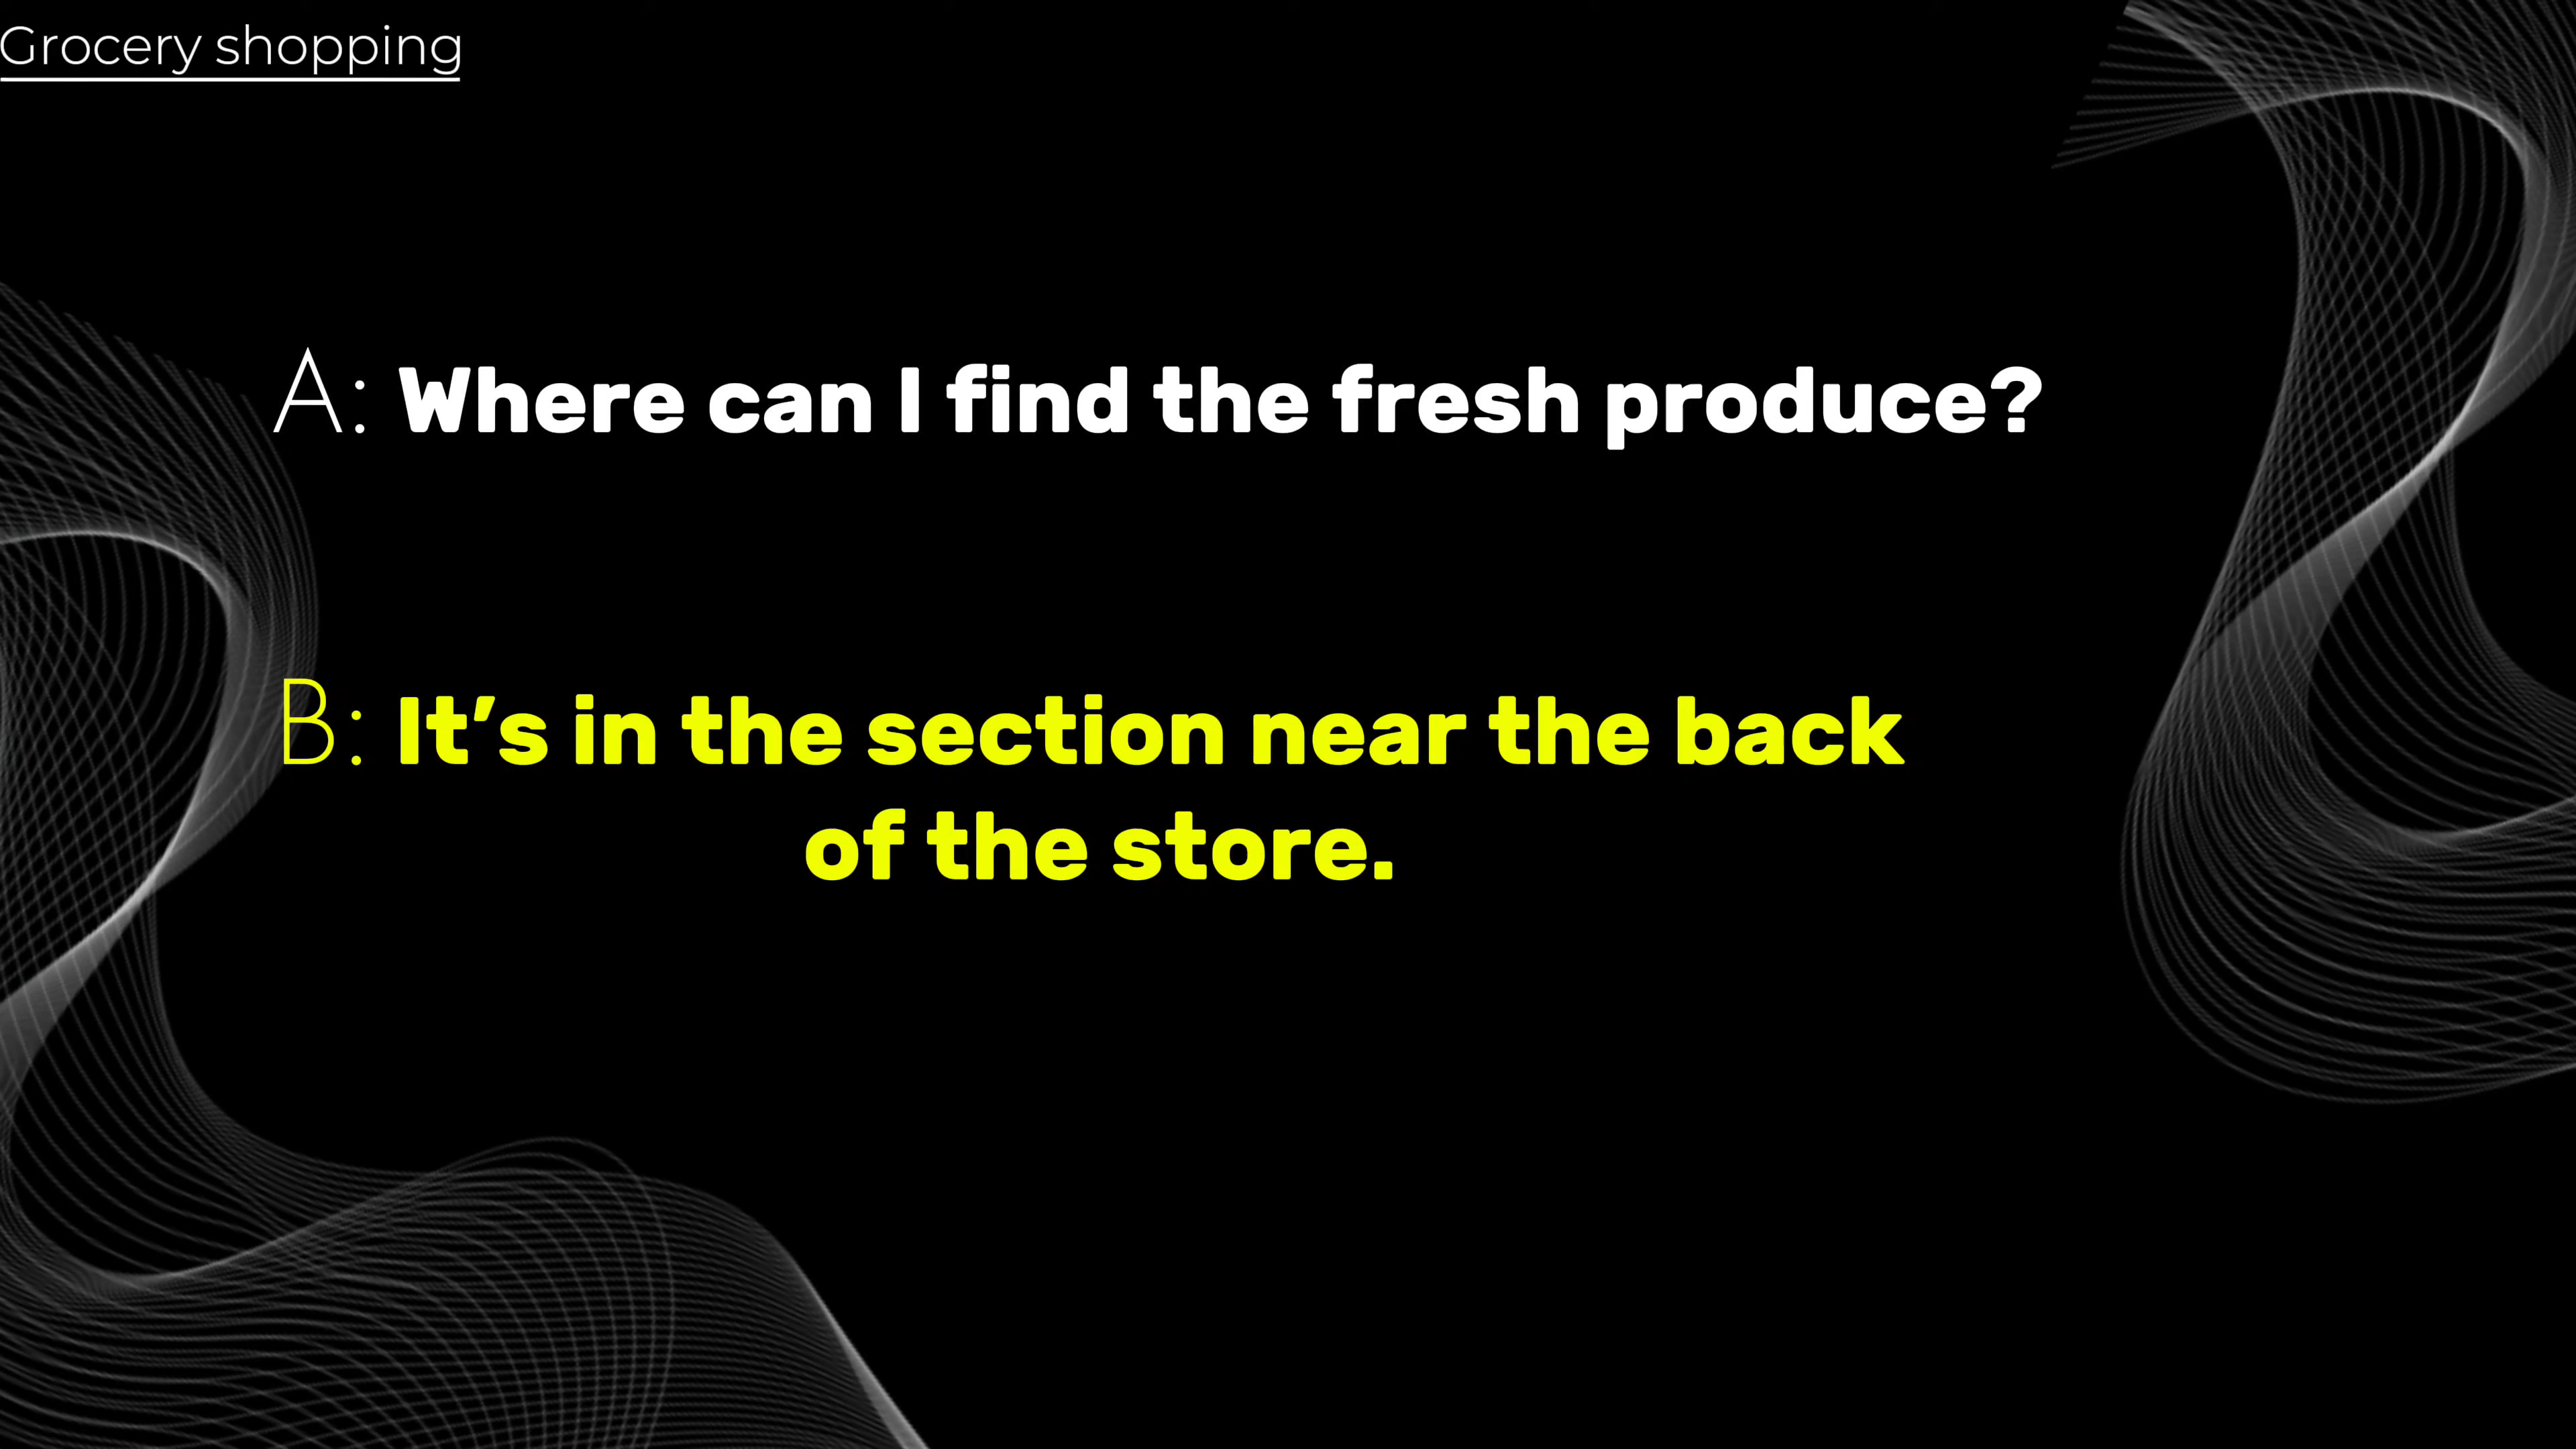 Grocery shopping
A: Where can I find the fresh produce?
B: It’s in the section near the back
of the store.